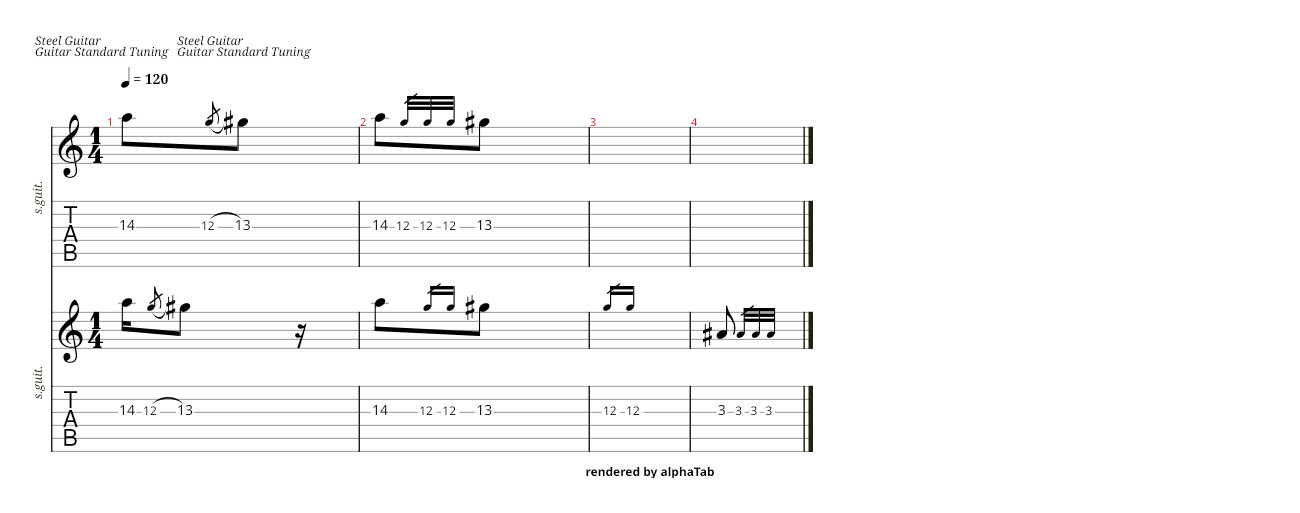 Steel Guitar Steel Guitar
Guitar Standard Tuning Guitar Standard Tuning
= 120
1 2 3 4
1
4
s.guit.
T
A
B
14 12 13 14 12 12 12 13
1
4
s.guit.
T
A
B
14 12 13 14 12 12 13 12 12 3 3 3 3
rendered by alphaTab